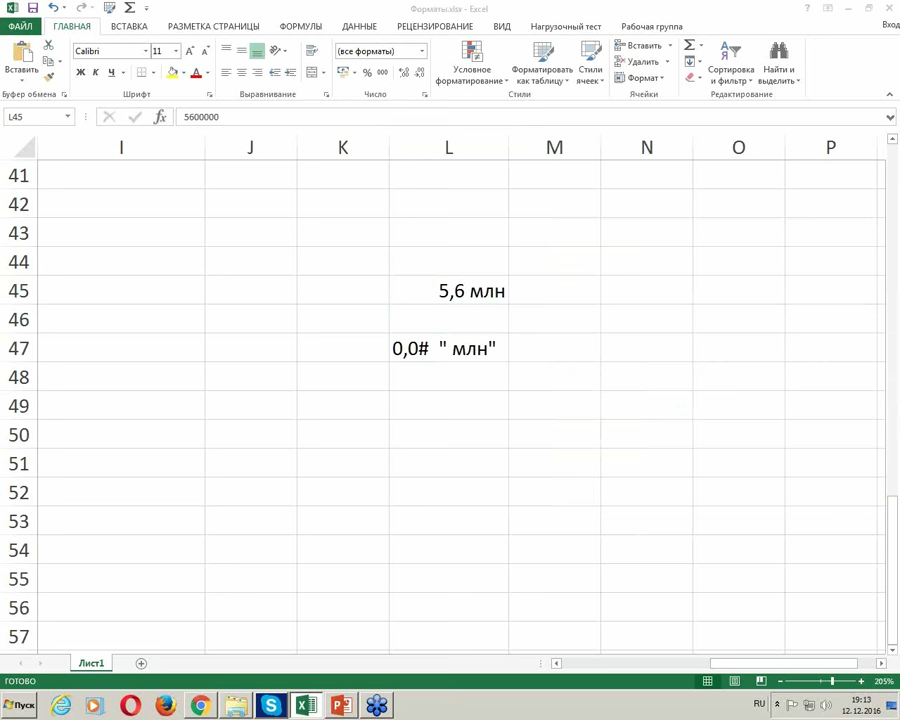 Форматы.xlsx - Excel
ФАЙЛ ГЛАВНАЯ ВСТАВКА РАЗМЕТКА СТРАНИЦЫ ФОРМУЛЫ ДАННЫЕ РЕЦЕНЗИРОВАНИЕ ВИД Нагрузочный тест Рабочая группа Вход
Calibri 11 (все форматы)
Вставить
Ж К Ч
% 000
Условное форматирование
Форматировать как таблицу
Стили ячеек
Вставить
Удалить
Формат
Сортировка и фильтр
Найти и выделить
Буфер обмена Шрифт Выравнивание Число Стили Ячейки Редактирование
L45 fx 5600000
I J K L M N O P
41
42
43
44
45 5,6 млн
46
47 0,0# " млн"
48
49
50
51
52
53
54
55
56
57
Лист1
ГОТОВО 205%
Пуск RU 19:13
12.12.2016